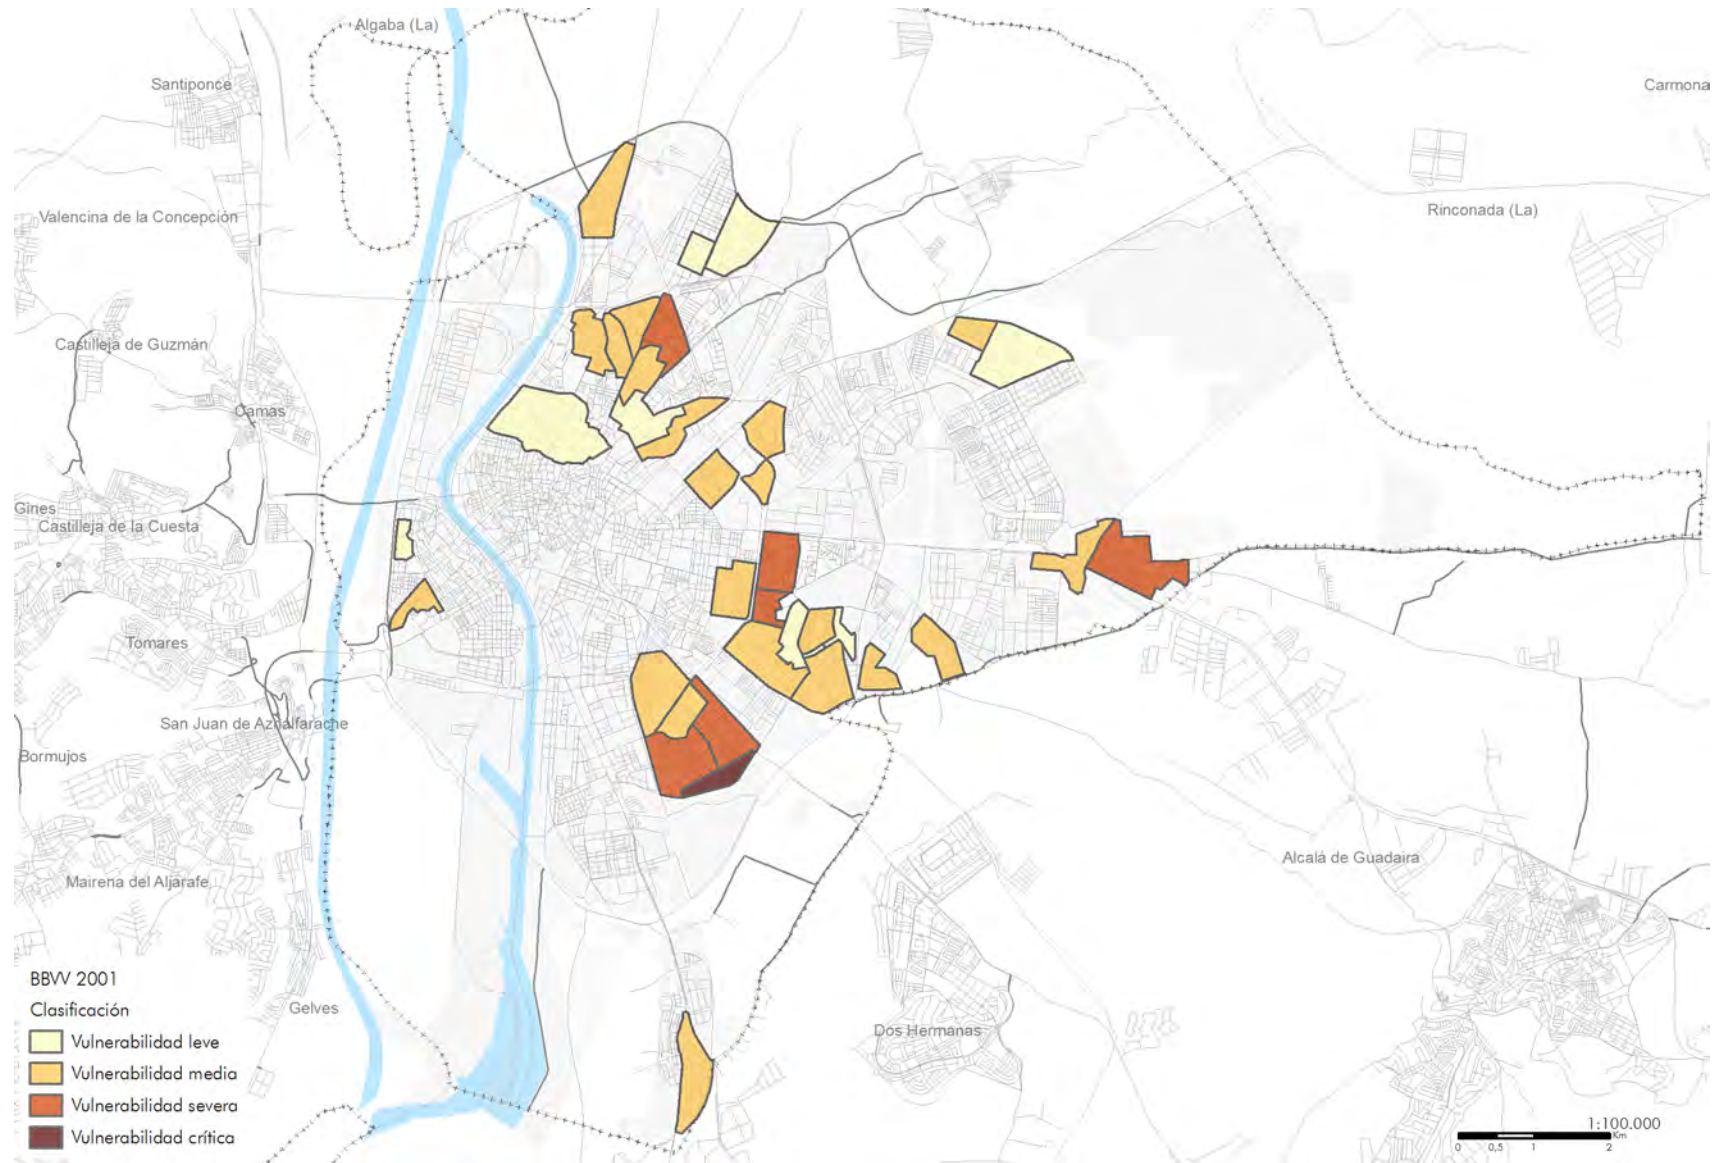 Algaba (La)
Santiponce
Carmona
Valencina de la Concepción
Rinconada (La)
Castilleja de Guzmán
Camas
Gines
Castilleja de la Cuesta
Tomares
San Juan de Aznalfarache
Bormujos
Alcalá de Guadaira
Mairena del Aljarafe
BBVV 2001
Clasificación
Gelves
Dos Hermanas
Vulnerabilidad leve
Vulnerabilidad media
Vulnerabilidad severa
Vulnerabilidad crítica
1:100.000
Km
0 0,5 1 2